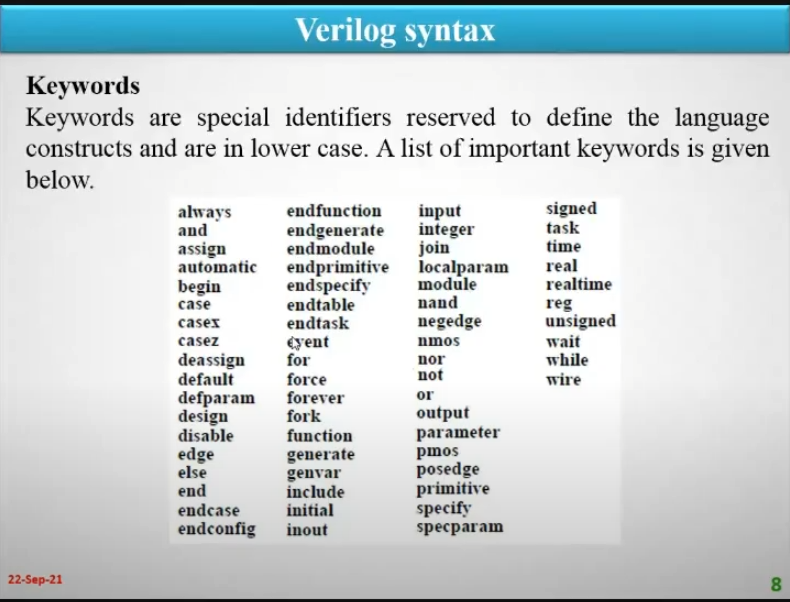 Verilog syntax
Keywords
Keywords are special identifiers reserved to define the language
constructs and are in lower case. A list of important keywords is given
below.
always
and
assign
automatic
begin
case
casex
casez
deassign
default
defparam
design
disable
edge
else
end
endcase
endconfig
endfunction
endgenerate
endmodule
endprimitive
endspecify
endtable
endtask
event
for
force
forever
fork
function
generate
genvar
include
initial
inout
input
integer
join
localparam
module
nand
negedge
nmos
nor
not
or
output
parameter
pmos
posedge
primitive
specify
specparam
signed
task
time
real
realtime
reg
unsigned
wait
while
wire
22-Sep-21
8